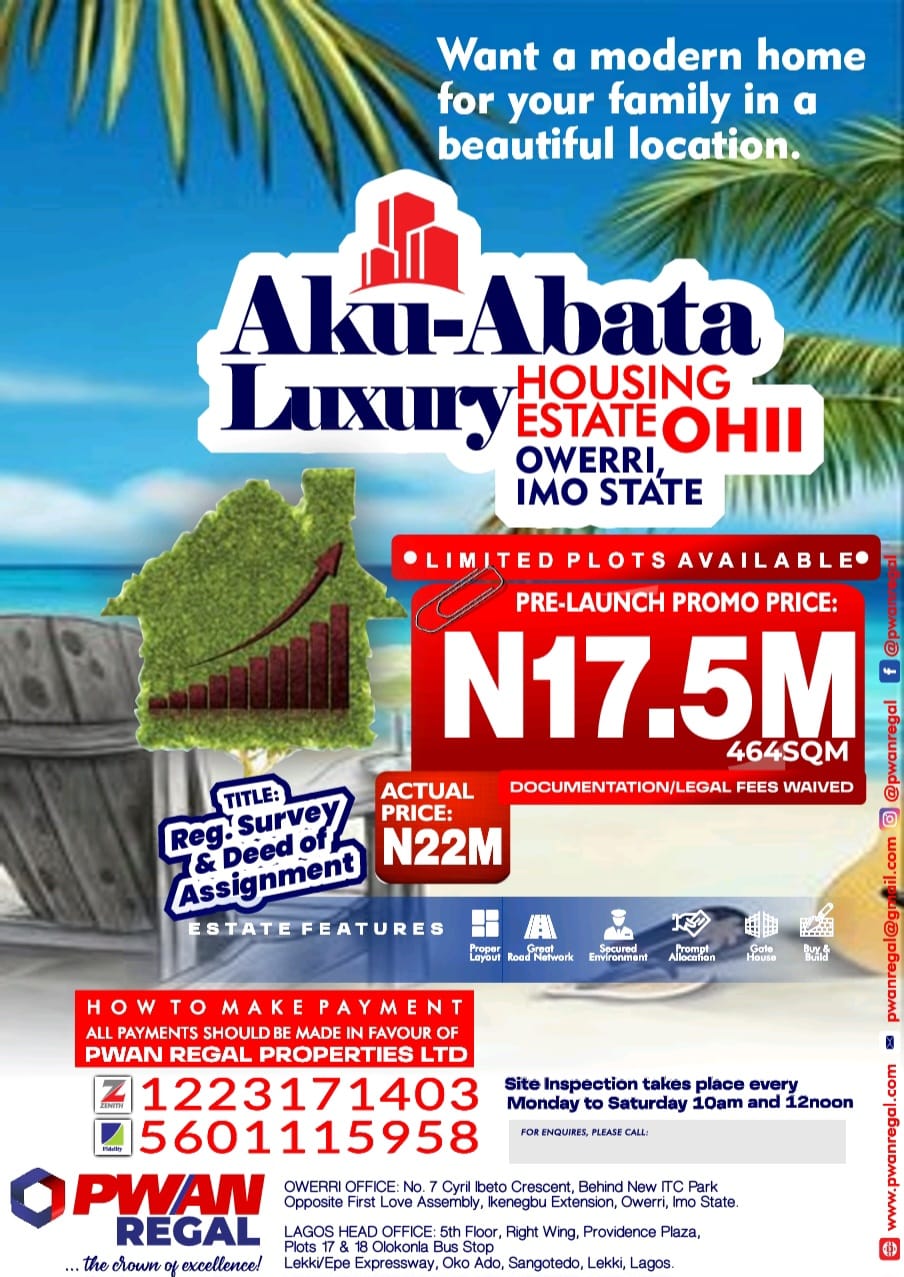 Want a modern home
for your family in a
beautiful location.
Aku-Abata
Luxury
HOUSING
ESTATE OHII
OWERRI,
IMO STATE
LIMITED PLOTS AVAILABLE
PRE-LAUNCH PROMO PRICE:
N17.5M
464SQM
DOCUMENTATION/LEGAL FEES WAIVED
ACTUAL
PRICE:
N22M
TITLE:
Reg. Survey
& Deed of
Assignment
ESTATE FEATURES
Proper
Layout
Great
Road Network
Secured
Environment
Prompt
Allocation
Gate
House
Buy &
Build
HOW TO MAKE PAYMENT
ALL PAYMENTS SHOULD BE MADE IN FAVOUR OF
PWAN REGAL PROPERTIES LTD
ZENITH
1223171403
Fidelity
5601115958
Site Inspection takes place every
Monday to Saturday 10am and 12noon
FOR ENQUIRES, PLEASE CALL:
PWAN
REGAL
... the crown of excellence!
OWERRI OFFICE: No. 7 Cyril Ibeto Crescent, Behind New ITC Park
Opposite First Love Assembly, Ikenegbu Extension, Owerri, Imo State.
LAGOS HEAD OFFICE: 5th Floor, Right Wing, Providence Plaza,
Plots 17 & 18 Olokonla Bus Stop
Lekki/Epe Expressway, Oko Ado, Sangotedo, Lekki, Lagos.
www.pwanregal.com pwanregal@gmail.com @pwanregal @pwanregal